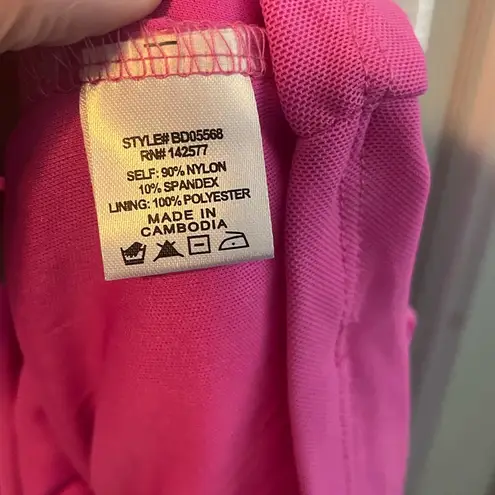 STYLE# BD05568
RN# 142577
SELF: 90% NYLON
10% SPANDEX
LINING: 100% POLYESTER
MADE IN
CAMBODIA